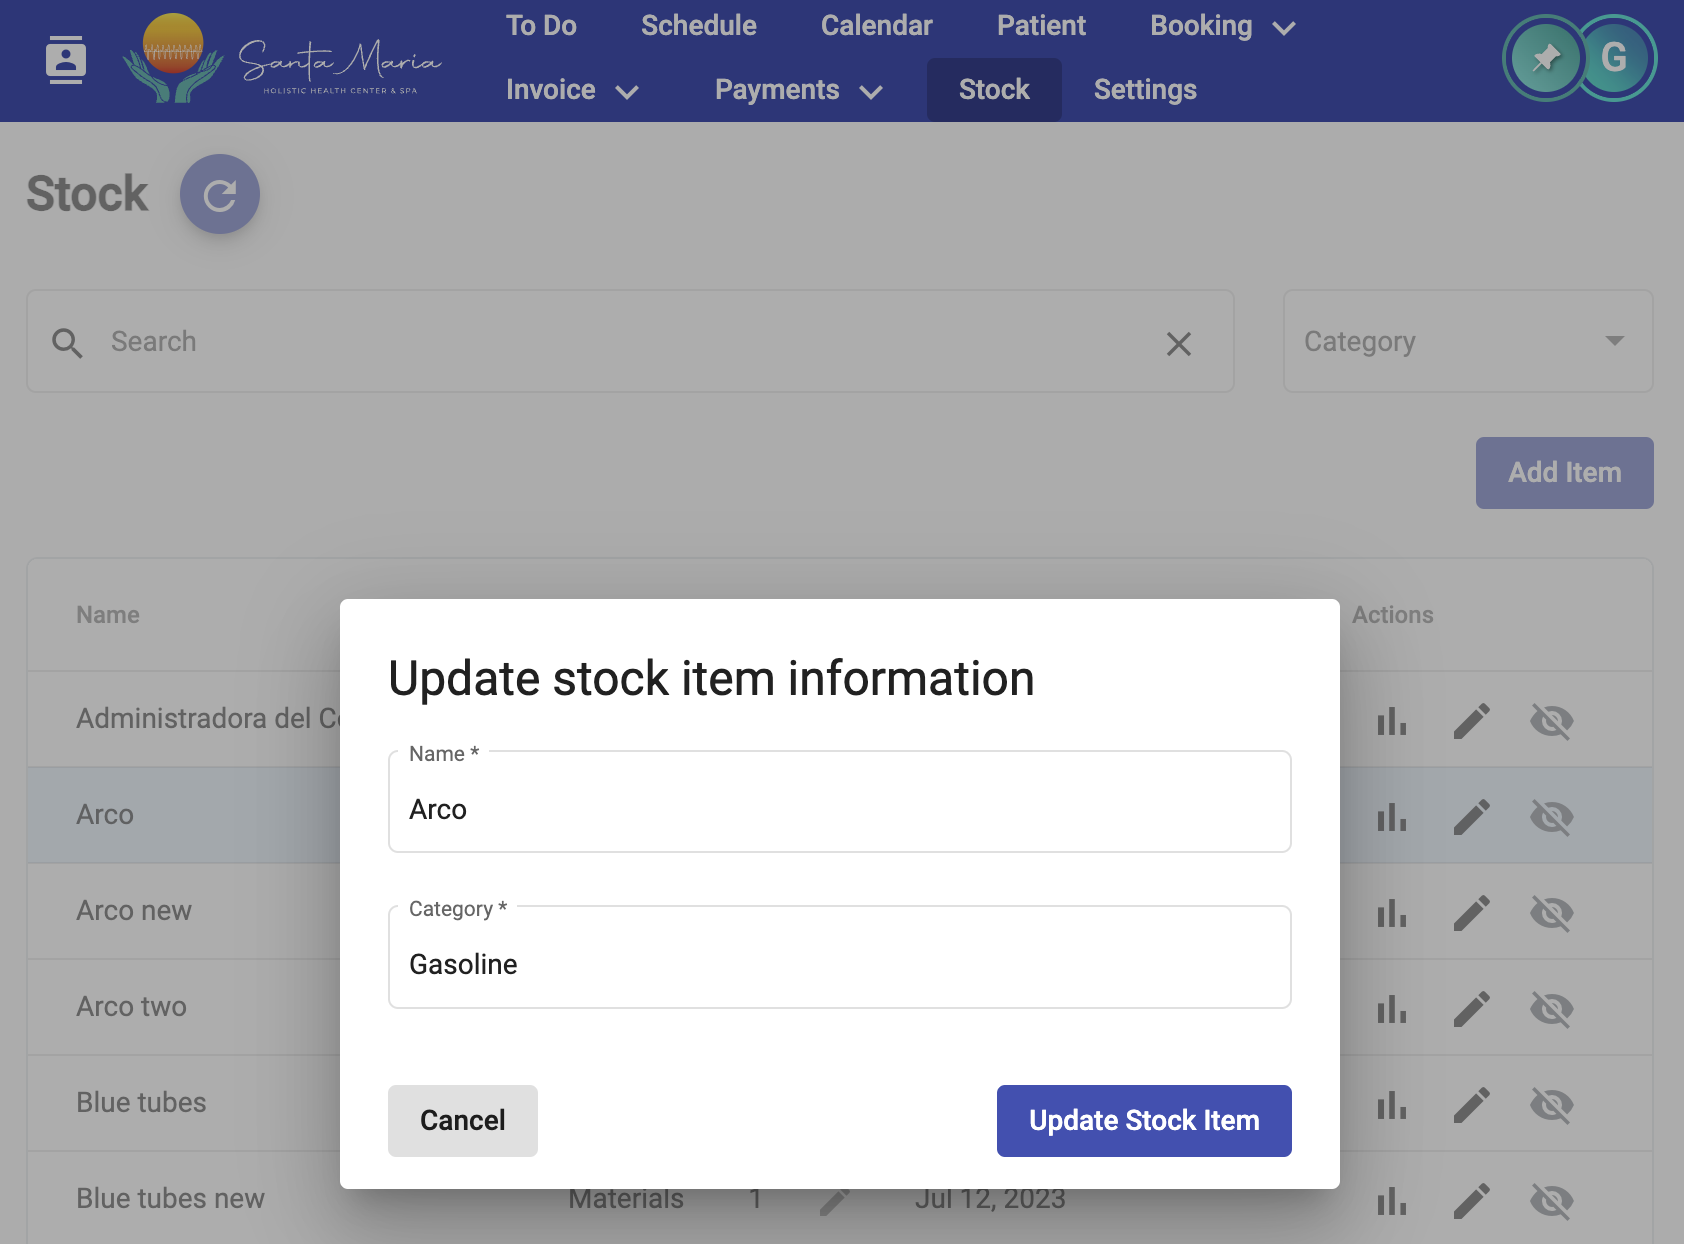 To Do Schedule Calendar Patient Booking
Santa Maria
HOLISTIC HEALTH CENTER & SPA
Invoice Payments Stock Settings
G
Stock
Search
Category
Add Item
Name Actions
Administradora del C
Arco
Arco new
Arco two
Blue tubes
Blue tubes new Materials 1 Jul 12, 2023
Update stock item information
Name *
Arco
Category *
Gasoline
Cancel Update Stock Item